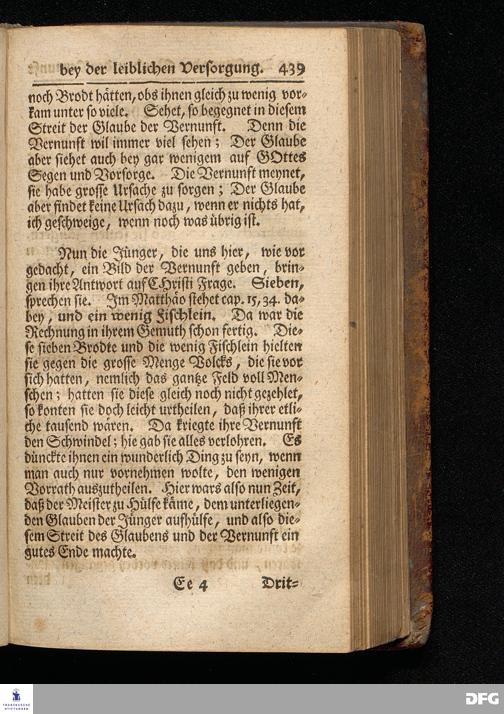 bey der leiblichen Versorgung. 439
noch Brodt hätten, obs ihnen gleich zu wenig vor-
kam unter so viele. Sehet, so begegnet in diesem
Streit der Glaube der Vernunft. Denn die
Vernunft wil immer viel sehen; Der Glaube
aber siehet auch bey gar wenigem auf GOttes
Segen und Vorsorge. Die Vernunft meynet,
sie habe grosse Ursache zu sorgen; Der Glaube
aber findet keine Ursach dazu, wenn er nichts hat,
ich geschweige, wenn noch was übrig ist.
Nun die Jünger, die uns hier, wie vor
gedacht, ein Bild der Vernunft geben, brin-
gen ihre Antwort auf CHristi Frage. Sieben,
sprechen sie. Im Matthäo stehet cap. 15, 34. da-
bey, und ein wenig Fischlein. Da war die
Rechnung in ihrem Gemuth schon fertig. Die-
se sieben Brodte und die wenig Fischlein hielten
sie gegen die grosse Menge Volcks, die sie vor
sich hatten, nemlich das gantze Feld voll Men-
schen; hatten sie diese gleich noch nicht gezehlet,
so konten sie doch leicht urtheilen, daß ihrer etli-
che tausend wären. Da kriegte ihre Vernunft
den Schwindel; hie gab sie alles verlohren. Es
dünckte ihnen ein wunderlich Ding zu seyn, wenn
man auch nur vornehmen wolte, den wenigen
Vorrath auszutheilen. Hier wars also nun Zeit,
daß der Meister zu Hülfe käme, dem unterliegen-
den Glauben der Jünger aufhülfe, und also die-
sem Streit des Glaubens und der Vernunft ein
gutes Ende machte.
Ee 4 Drit-
FRANCKESCHE
STIFTUNGEN
DFG